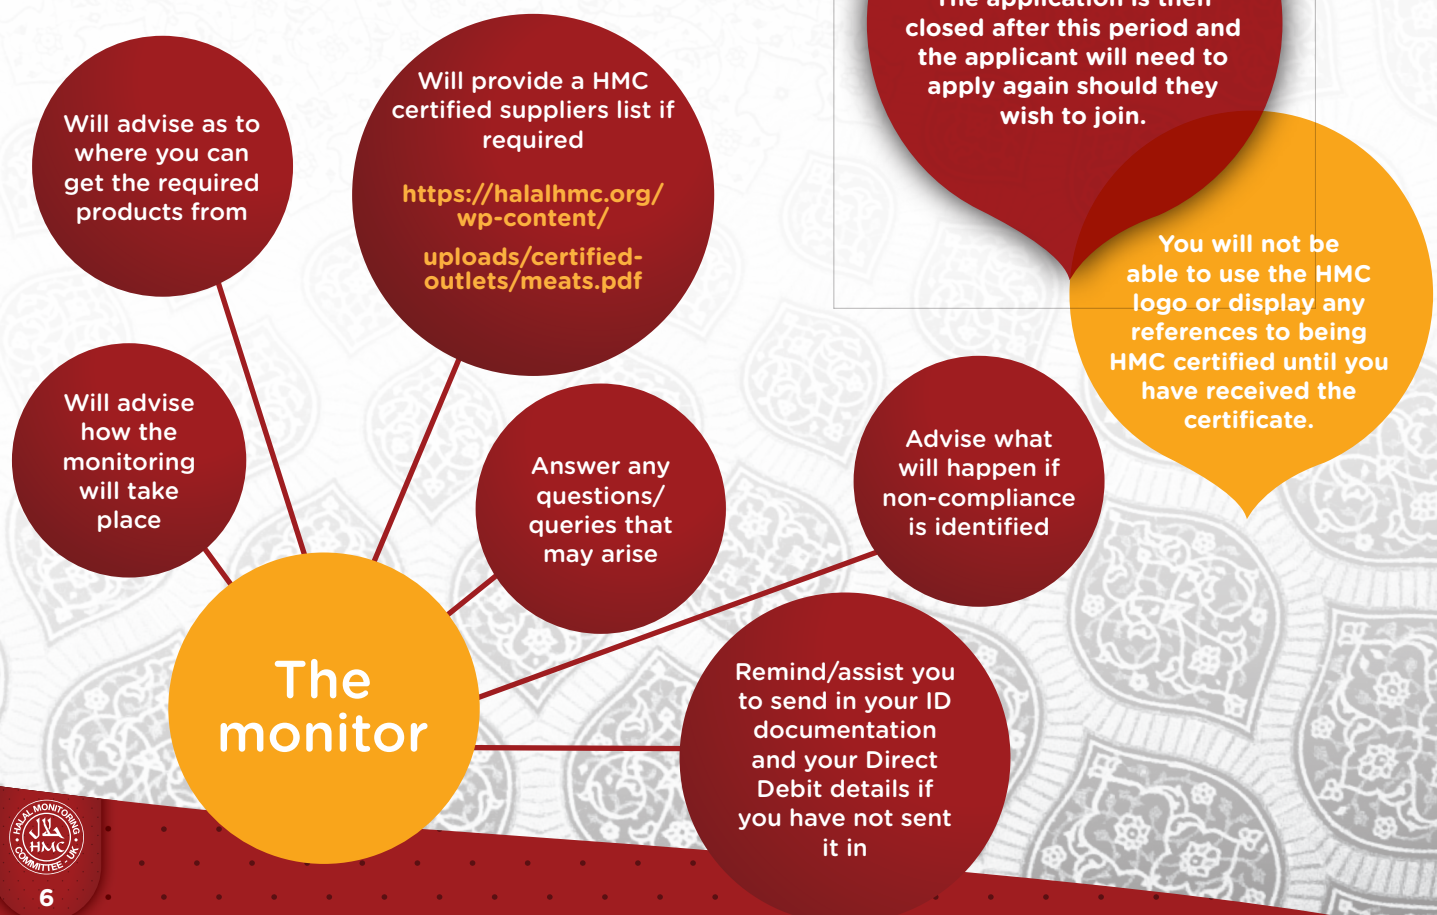 The application is then
closed after this period and
the applicant will need to
apply again should they
wish to join.
Will advise as to
where you can
get the required
products from
Will provide a HMC
certified suppliers list if
required
https://halalhmc.org/
wp-content/
uploads/certified-
outlets/meats.pdf
You will not be
able to use the HMC
logo or display any
references to being
HMC certified until you
have received the
certificate.
Will advise
how the
monitoring
will take
place
Answer any
questions/
queries that
may arise
Advise what
will happen if
non-compliance
is identified
The
monitor
Remind/assist you
to send in your ID
documentation
and your Direct
Debit details if
you have not sent
it in
HALAL MONITORING
حلال
HMC
COMMITTEE - UK
6